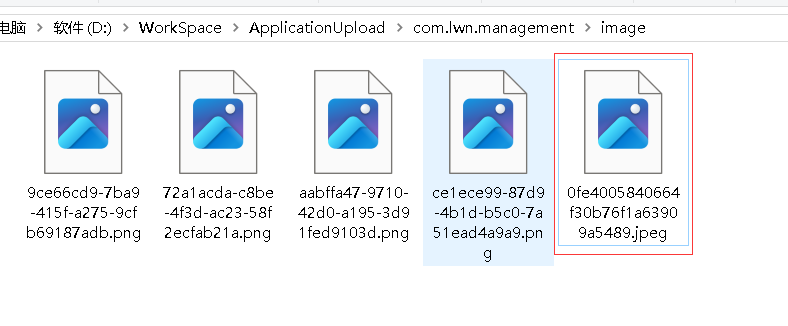 电脑 > 软件 (D:) > WorkSpace > ApplicationUpload > com.lwn.management > image
9ce66cd9-7ba9
-415f-a275-9cf
b69187adb.png
72a1acda-c8be
-4f3d-ac23-58f
2ecfab21a.png
aabffa47-9710-
42d0-a195-3d9
1fed9103d.png
ce1ece99-87d9
-4b1d-b5c0-7a
51ead4a9a9.pn
g
0fe4005840664
f30b76f1a6390
9a5489.jpeg